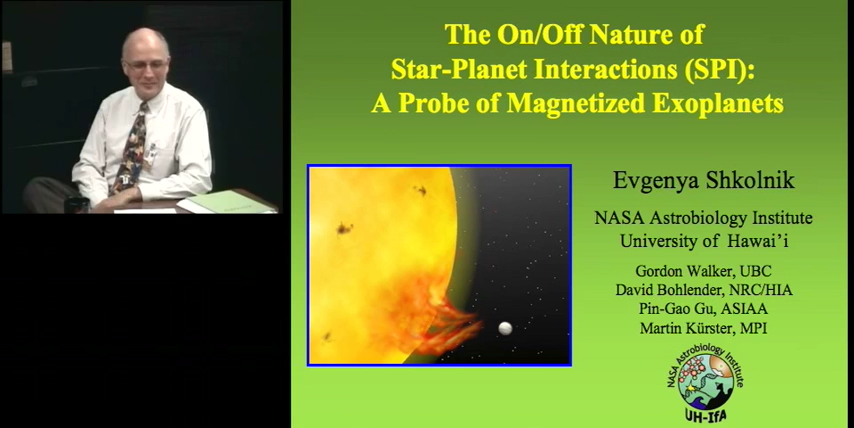 The On/Off Nature of
Star-Planet Interactions (SPI):
A Probe of Magnetized Exoplanets
Evgenya Shkolnik
NASA Astrobiology Institute
University of Hawai’i
Gordon Walker, UBC
David Bohlender, NRC/HIA
Pin-Gao Gu, ASIAA
Martin Kürster, MPI
NASA Astrobiology Institute
UH-IfA